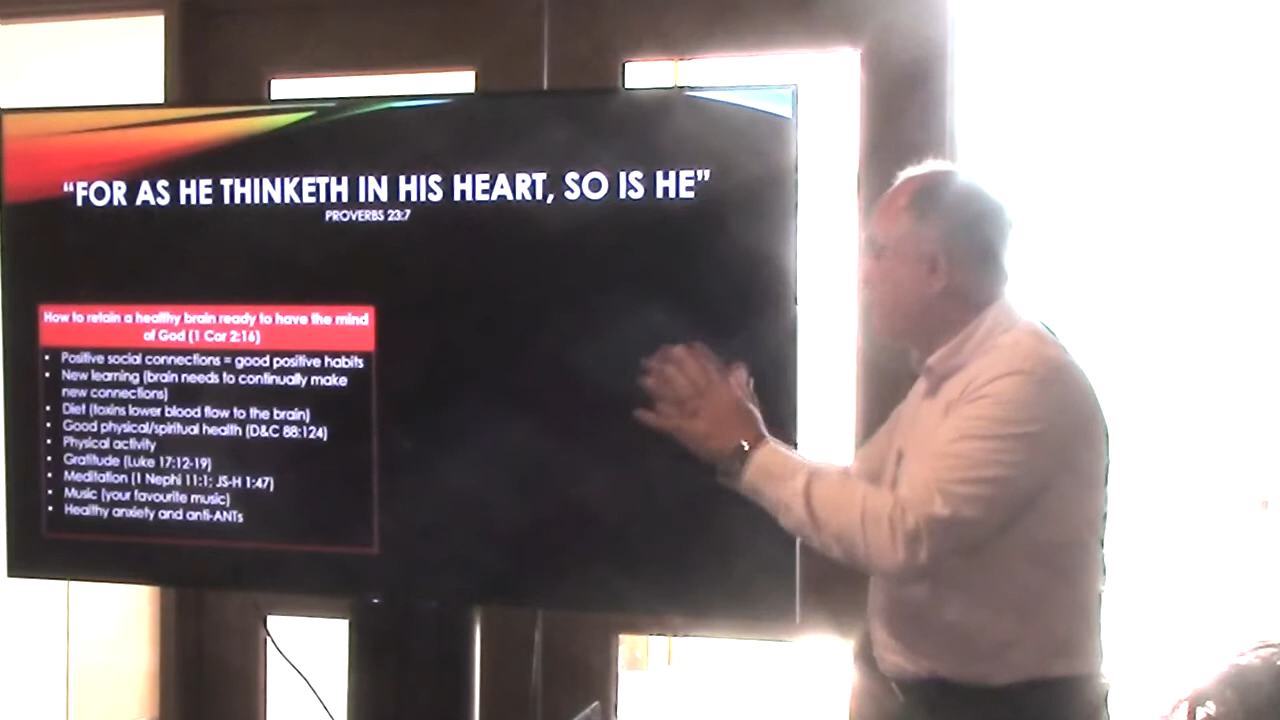 “FOR AS HE THINKETH IN HIS HEART, SO IS HE”
PROVERBS 23:7
How to retain a healthy brain ready to have the mind
of God (1 Cor 2:16)
• Positive social connections = good positive habits
• New learning (brain needs to continually make
new connections)
• Diet (toxins lower blood flow to the brain)
• Good physical/spiritual health (D&C 88:124)
• Physical activity
• Gratitude (Luke 17:12-19)
• Meditation (1 Nephi 11:1; JS-H 1:47)
• Music (your favourite music)
• Healthy anxiety and anti-ANTs